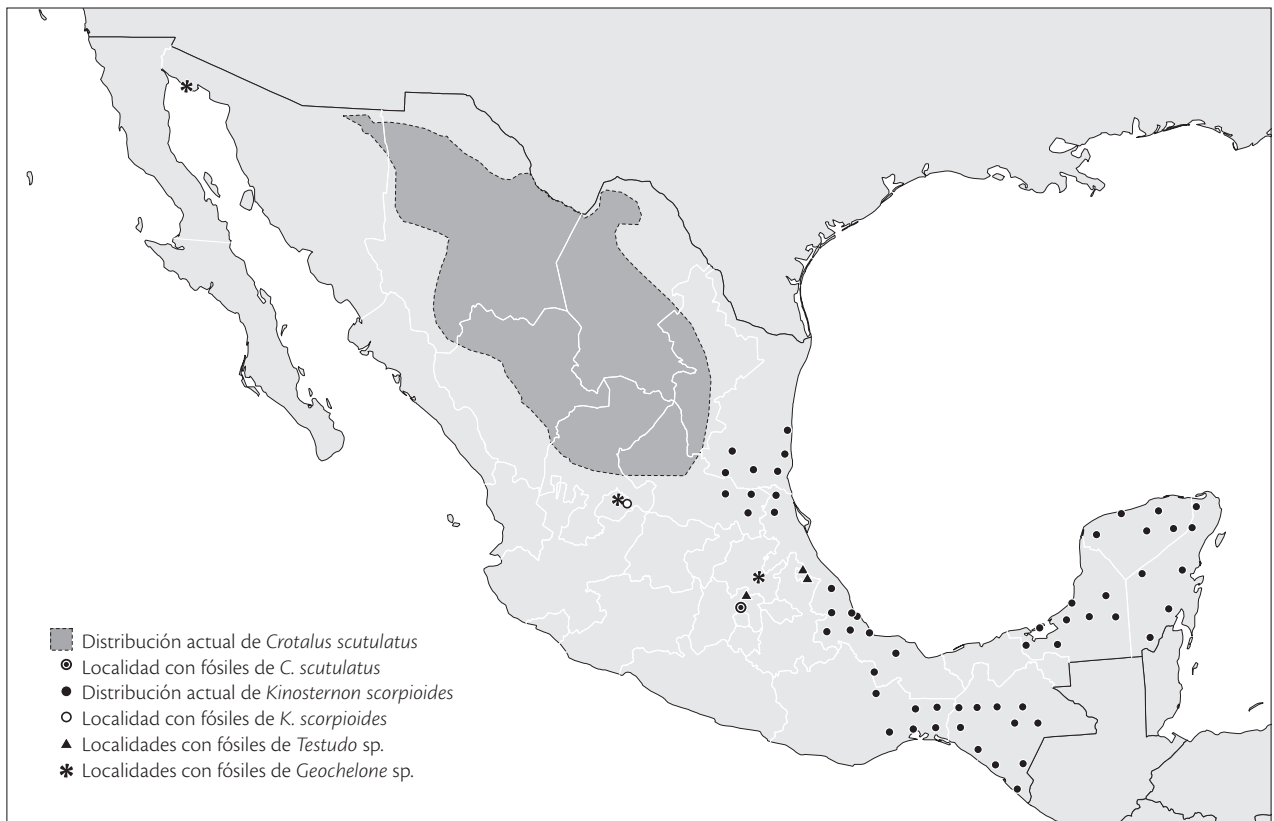 Distribución actual de Crotalus scutulatus
Localidad con fósiles de C. scutulatus
Distribución actual de Kinosternon scorpioides
Localidad con fósiles de K. scorpioides
Localidades con fósiles de Testudo sp.
Localidades con fósiles de Geochelone sp.